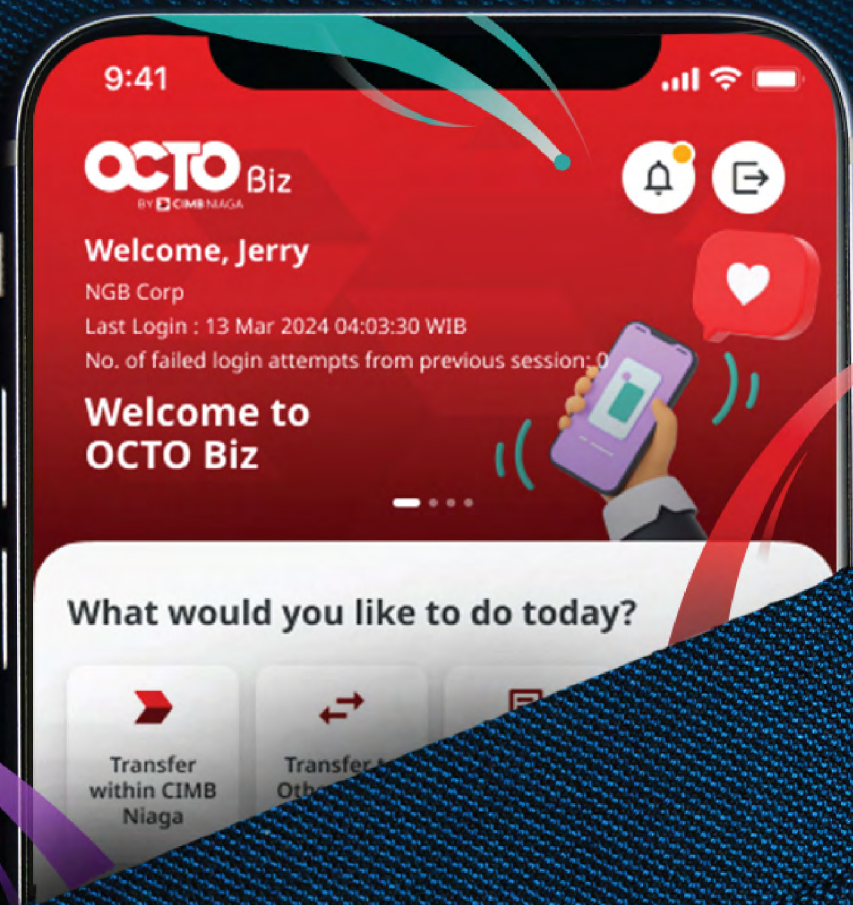 9:41
OCTO Biz
BY CIMB NIAGA
Welcome, Jerry
NGB Corp
Last Login : 13 Mar 2024 04:03:30 WIB
No. of failed login attempts from previous session: 0
Welcome to
OCTO Biz
What would you like to do today?
Transfer
within CIMB
Niaga
Transfer